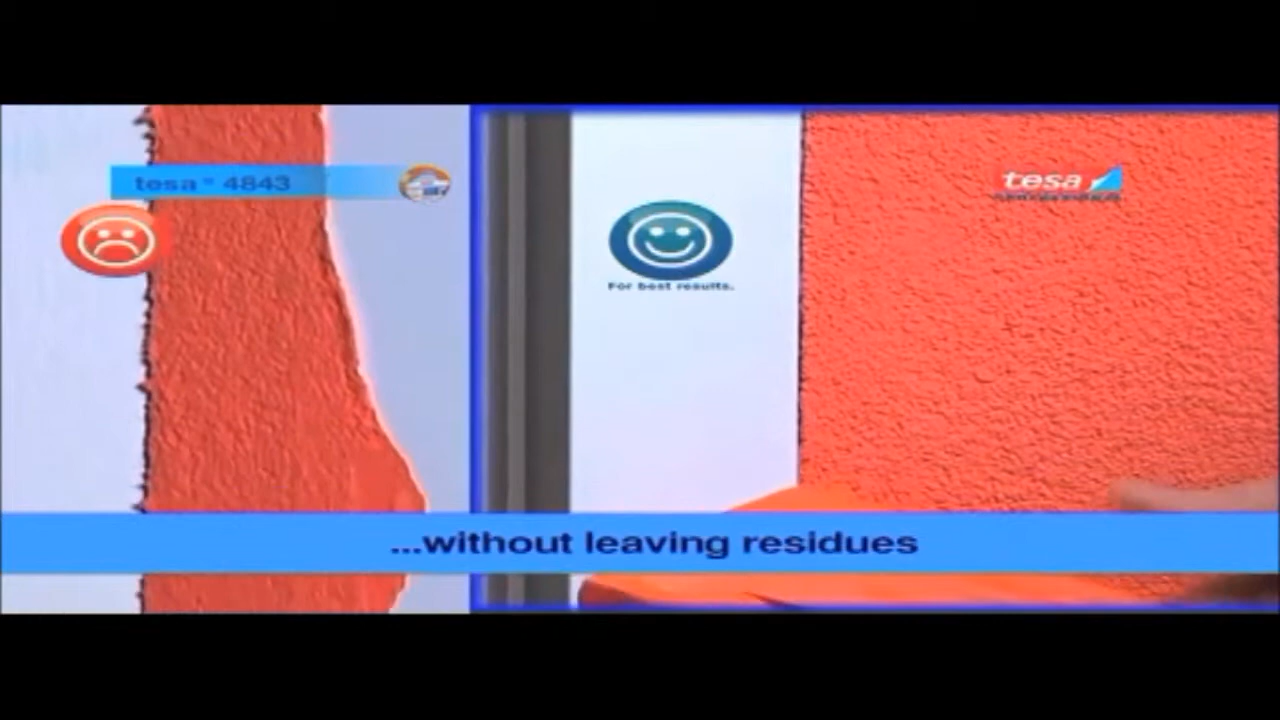 tesa® 4843
tesa
For best results.
...without leaving residues